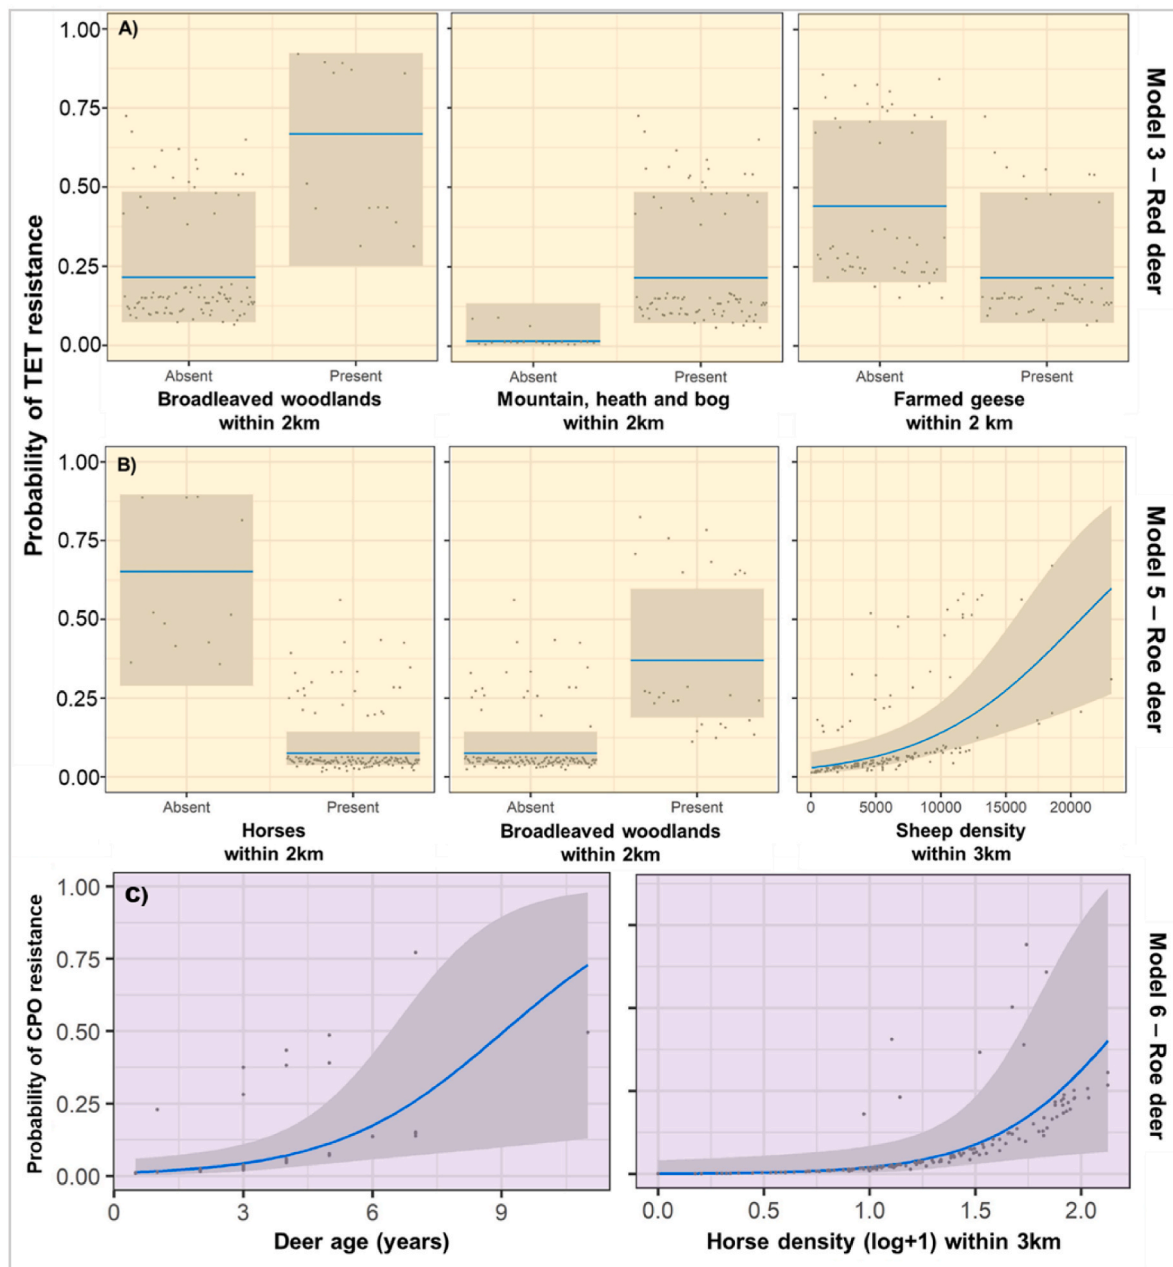 A)
1.00
0.75
0.50
0.25
0.00
Absent
Present
Broadleaved woodlands
within 2km
Absent
Present
Mountain, heath and bog
within 2km
Absent
Present
Farmed geese
within 2 km
Model 3 – Red deer
Probability of TET resistance
B)
1.00
0.75
0.50
0.25
0.00
Absent
Present
Horses
within 2km
Absent
Present
Broadleaved woodlands
within 2km
0
5000
10000
15000
20000
Sheep density
within 3km
Model 5 – Roe deer
C)
Probability of CPO resistance
1.00
0.75
0.50
0.25
0.00
0
3
6
9
Deer age (years)
0.0
0.5
1.0
1.5
2.0
Horse density (log+1) within 3km
Model 6 – Roe deer